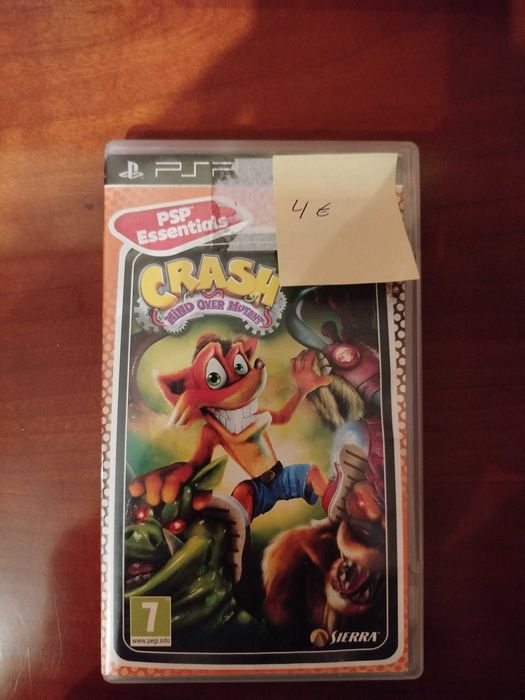 PSP
4 €
PSP
Essentials
CRASH
MIND OVER MUTANT
7
www.pegi.info
SIERRA